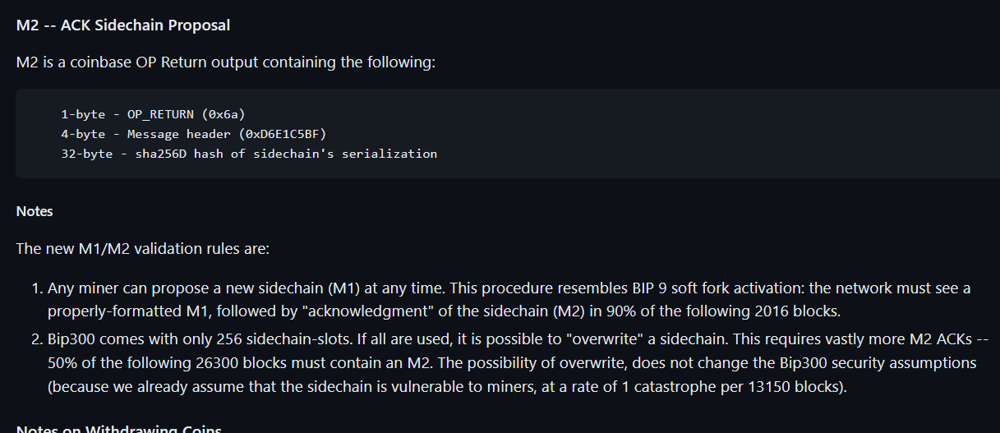 M2 -- ACK Sidechain Proposal
M2 is a coinbase OP Return output containing the following:
1-byte - OP_RETURN (0x6a)
4-byte - Message header (0xD6E1C5BF)
32-byte - sha256D hash of sidechain's serialization
Notes
The new M1/M2 validation rules are:
1. Any miner can propose a new sidechain (M1) at any time. This procedure resembles BIP 9 soft fork activation: the network must see a
properly-formatted M1, followed by "acknowledgment" of the sidechain (M2) in 90% of the following 2016 blocks.
2. Bip300 comes with only 256 sidechain-slots. If all are used, it is possible to "overwrite" a sidechain. This requires vastly more M2 ACKs --
50% of the following 26300 blocks must contain an M2. The possibility of overwrite, does not change the Bip300 security assumptions
(because we already assume that the sidechain is vulnerable to miners, at a rate of 1 catastrophe per 13150 blocks).
Notes on Withdrawing Coins